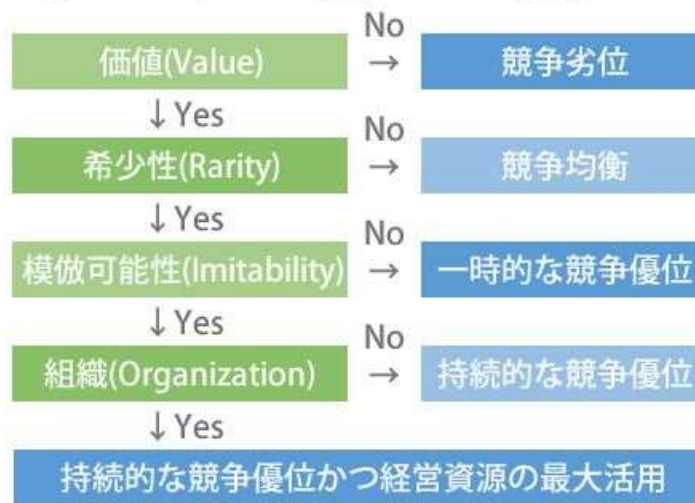 No
価値(Value) → 競争劣位
↓ Yes
No
希少性(Rarity) → 競争均衡
↓ Yes
No
模倣可能性(Imitability) → 一時的な競争優位
↓ Yes
No
組織(Organization) → 持続的な競争優位
↓ Yes
持続的な競争優位かつ経営資源の最大活用